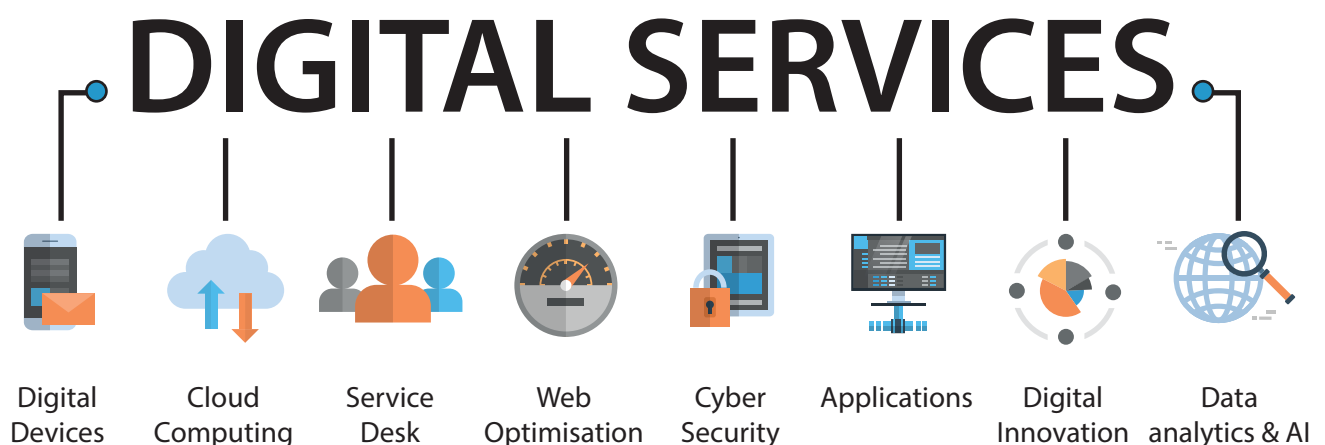 DIGITAL SERVICES
Digital
Devices
Cloud
Computing
Service
Desk
Web
Optimisation
Cyber
Security
Applications
Digital
Innovation
Data
analytics & AI